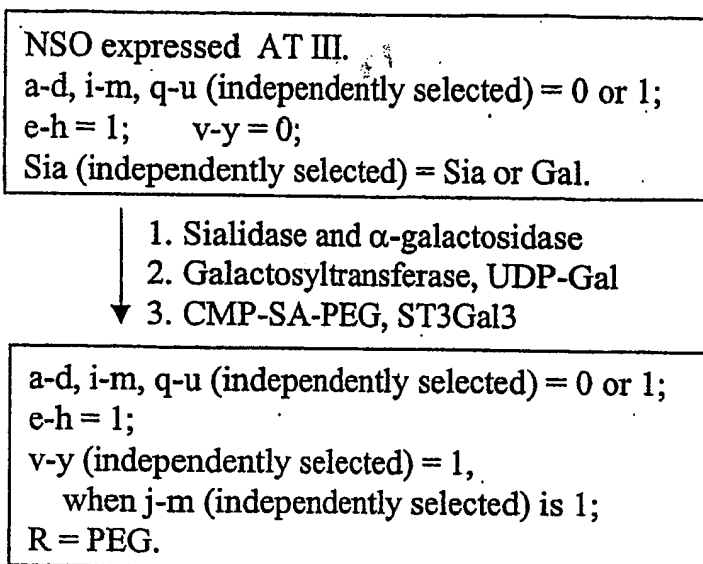 NSO expressed AT III.
a-d, i-m, q-u (independently selected) = 0 or 1;
e-h = 1; v-y = 0;
Sia (independently selected) = Sia or Gal.
1. Sialidase and α-galactosidase
2. Galactosyltransferase, UDP-Gal
3. CMP-SA-PEG, ST3Gal3
a-d, i-m, q-u (independently selected) = 0 or 1;
e-h = 1;
v-y (independently selected) = 1,
when j-m (independently selected) is 1;
R = PEG.